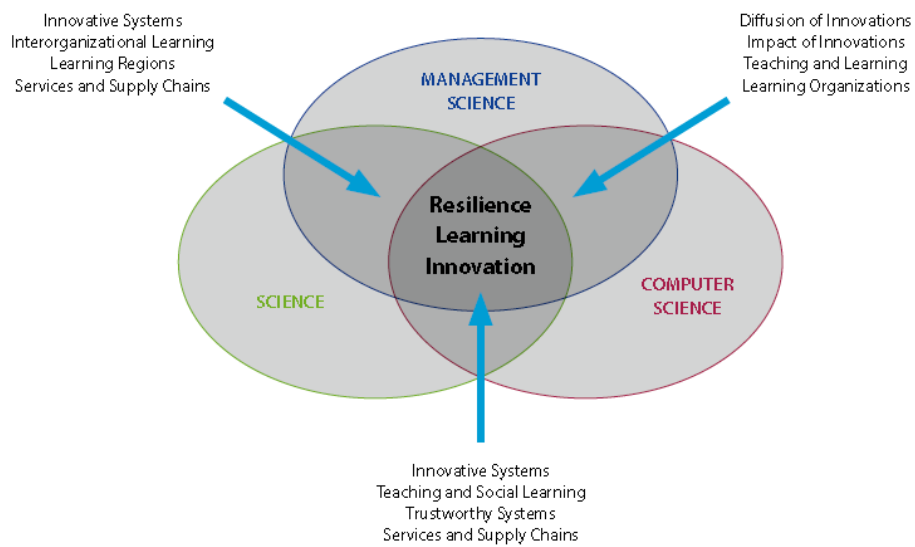 Innovative Systems
Interorganizational Learning
Learning Regions
Services and Supply Chains
Diffusion of Innovations
Impact of Innovations
Teaching and Learning
Learning Organizations
MANAGEMENT
SCIENCE
Resilience
Learning
Innovation
SCIENCE
COMPUTER
SCIENCE
Innovative Systems
Teaching and Social Learning
Trustworthy Systems
Services and Supply Chains